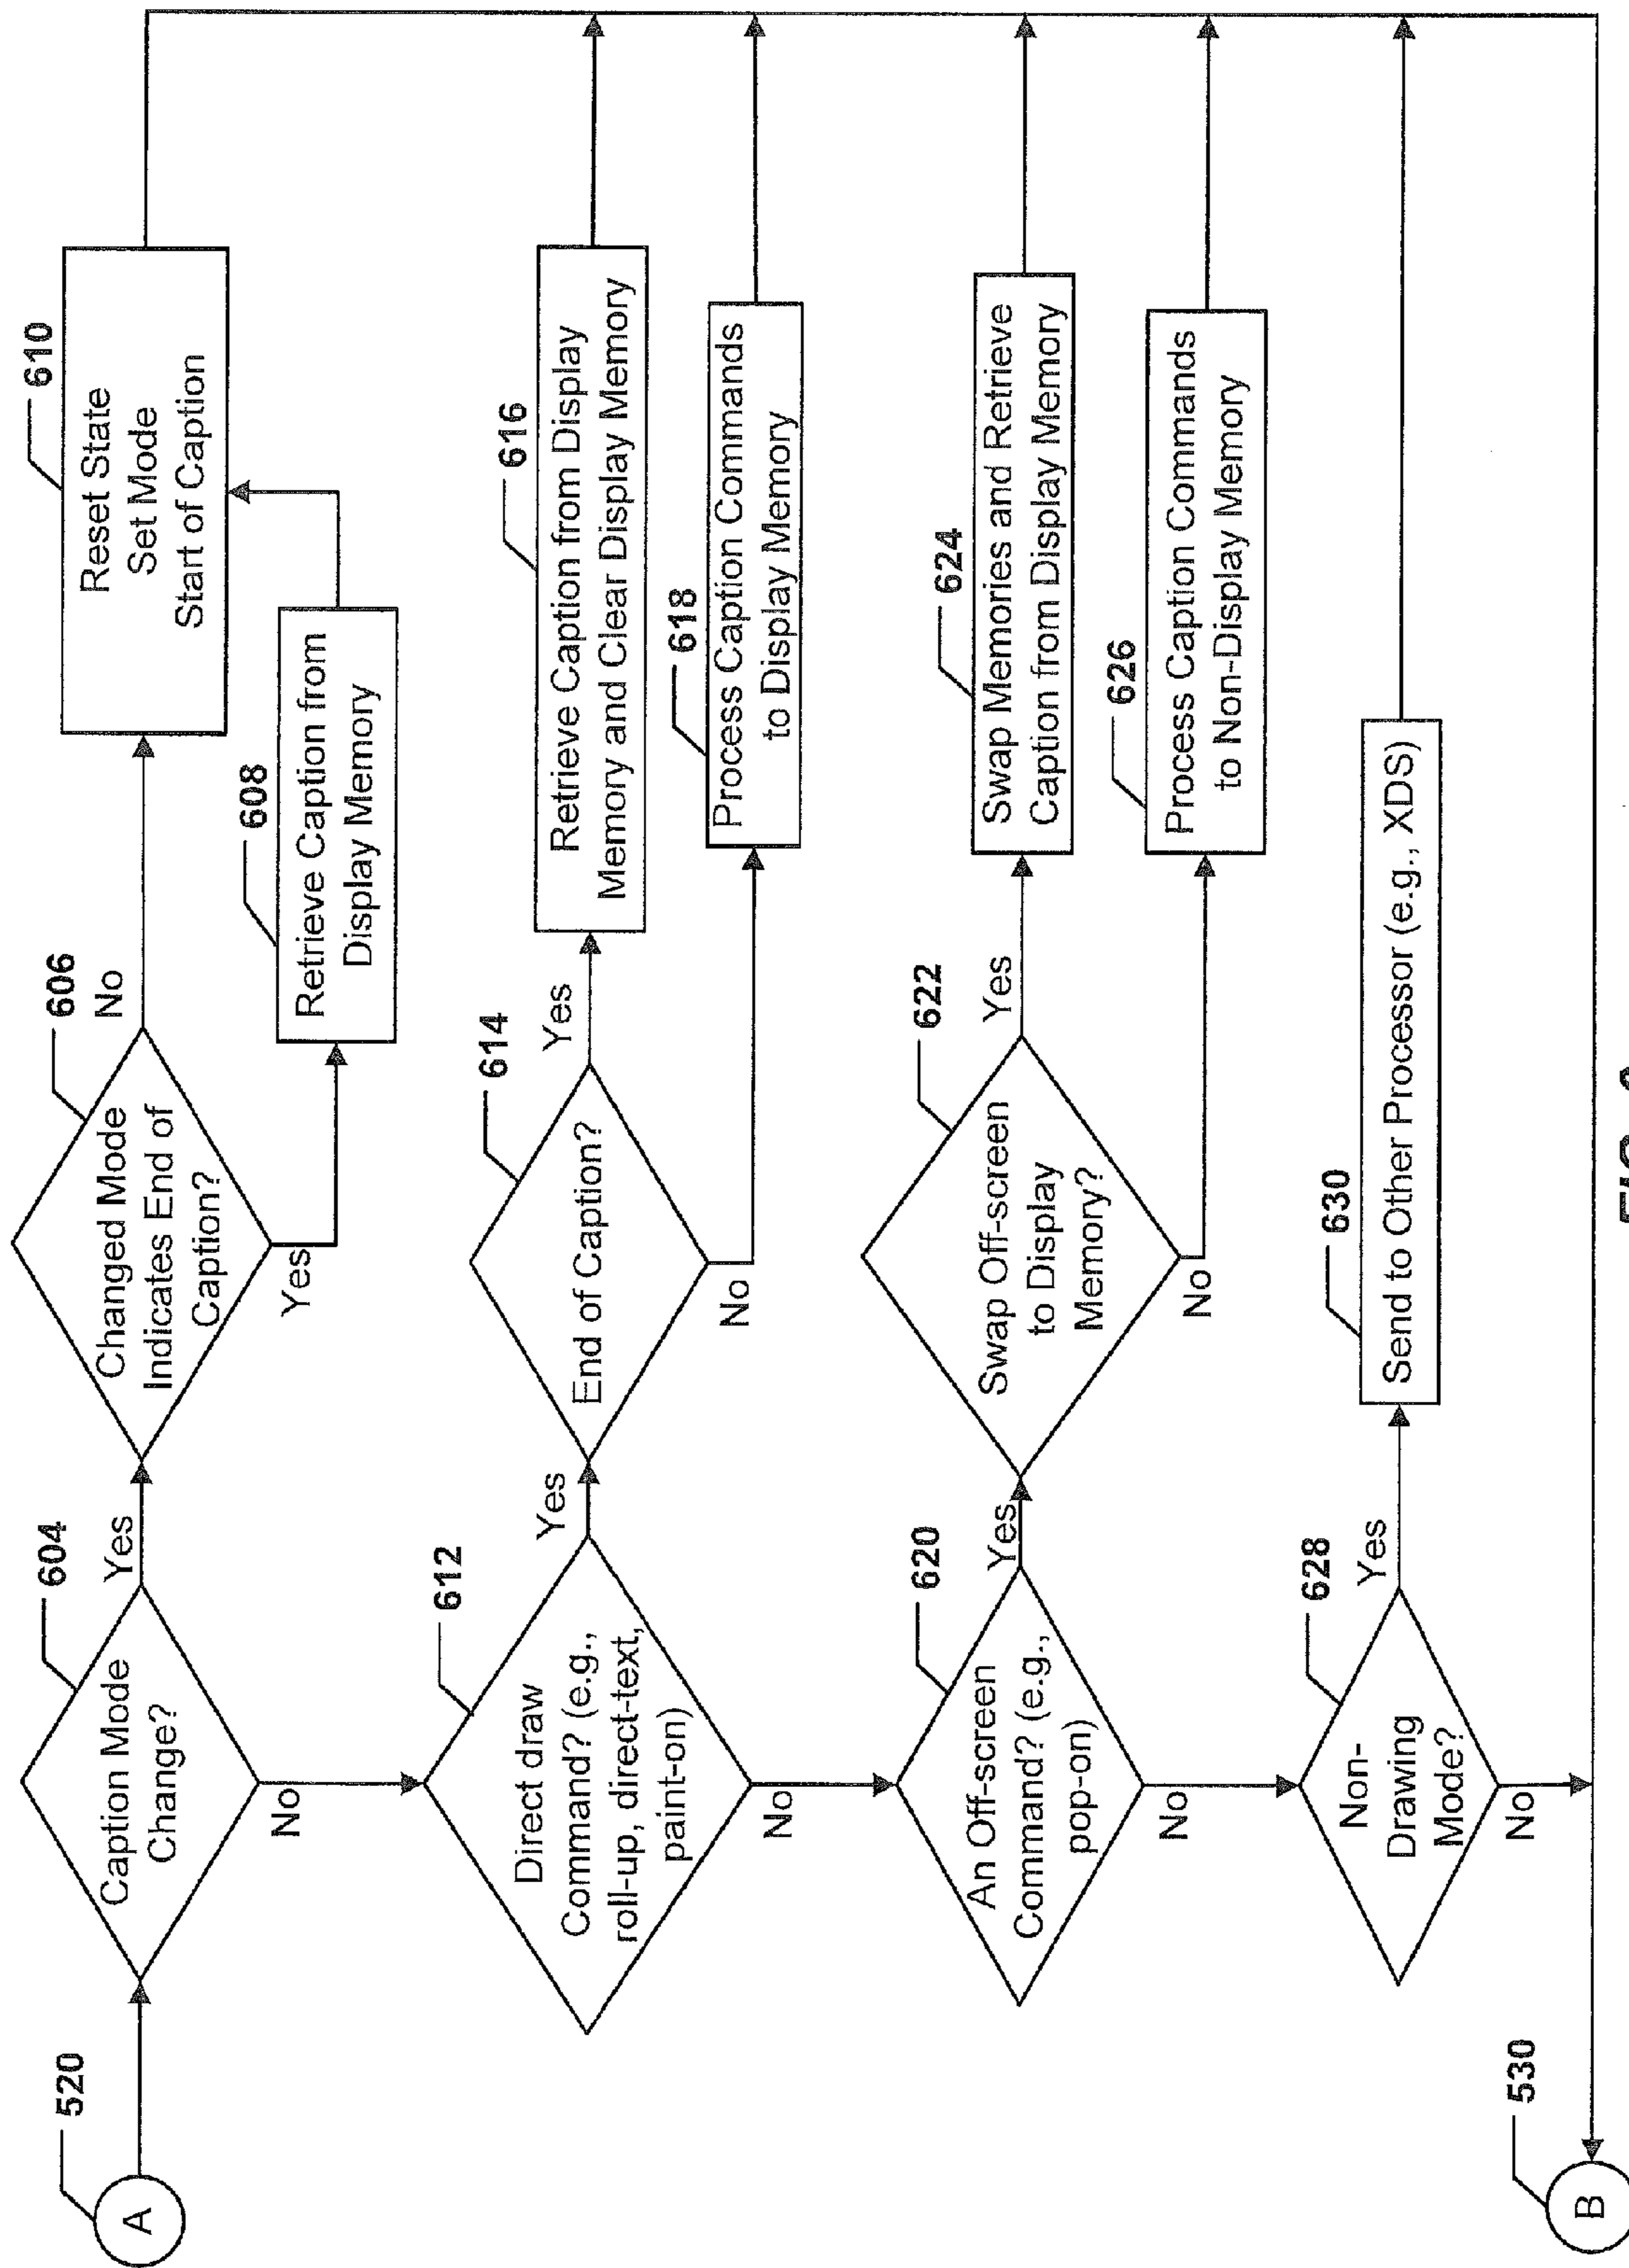 520
A
604
Caption Mode
Change?
Yes
No
606
Changed Mode
Indicates End of
Caption?
No
Yes
608
Retrieve Caption from
Display Memory
610
Reset State
Set Mode
Start of Caption
612
Direct draw
Command? (e.g.,
roll-up, direct-text,
paint-on)
Yes
No
614
End of Caption?
Yes
No
616
Retrieve Caption from Display
Memory and Clear Display Memory
618
Process Caption Commands
to Display Memory
620
An Off-screen
Command? (e.g.,
pop-on)
Yes
No
622
Swap Off-screen
to Display
Memory?
Yes
No
624
Swap Memories and Retrieve
Caption from Display Memory
626
Process Caption Commands
to Non-Display Memory
628
Non-
Drawing
Mode?
Yes
No
630
Send to Other Processor (e.g., XDS)
530
B